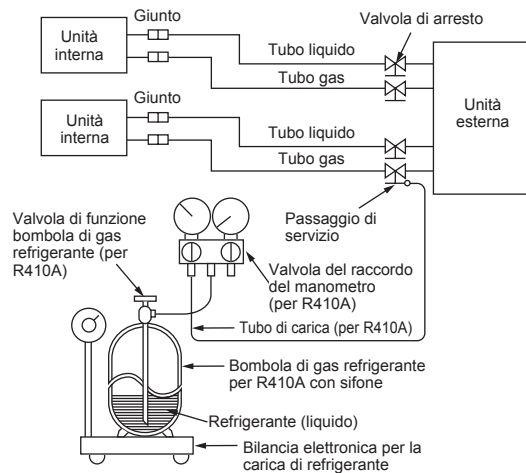 Giunto
Valvola di arresto
Unità
interna
Tubo liquido
Tubo gas
Unità
esterna
Giunto
Unità
interna
Tubo liquido
Tubo gas
Passaggio di
servizio
Valvola di funzione
bombola di gas
refrigerante (per
R410A)
Valvola del raccordo
del manometro
(per R410A)
Tubo di carica (per R410A)
Bombola di gas refrigerante
per R410A con sifone
Refrigerante (liquido)
Bilancia elettronica per la
carica di refrigerante